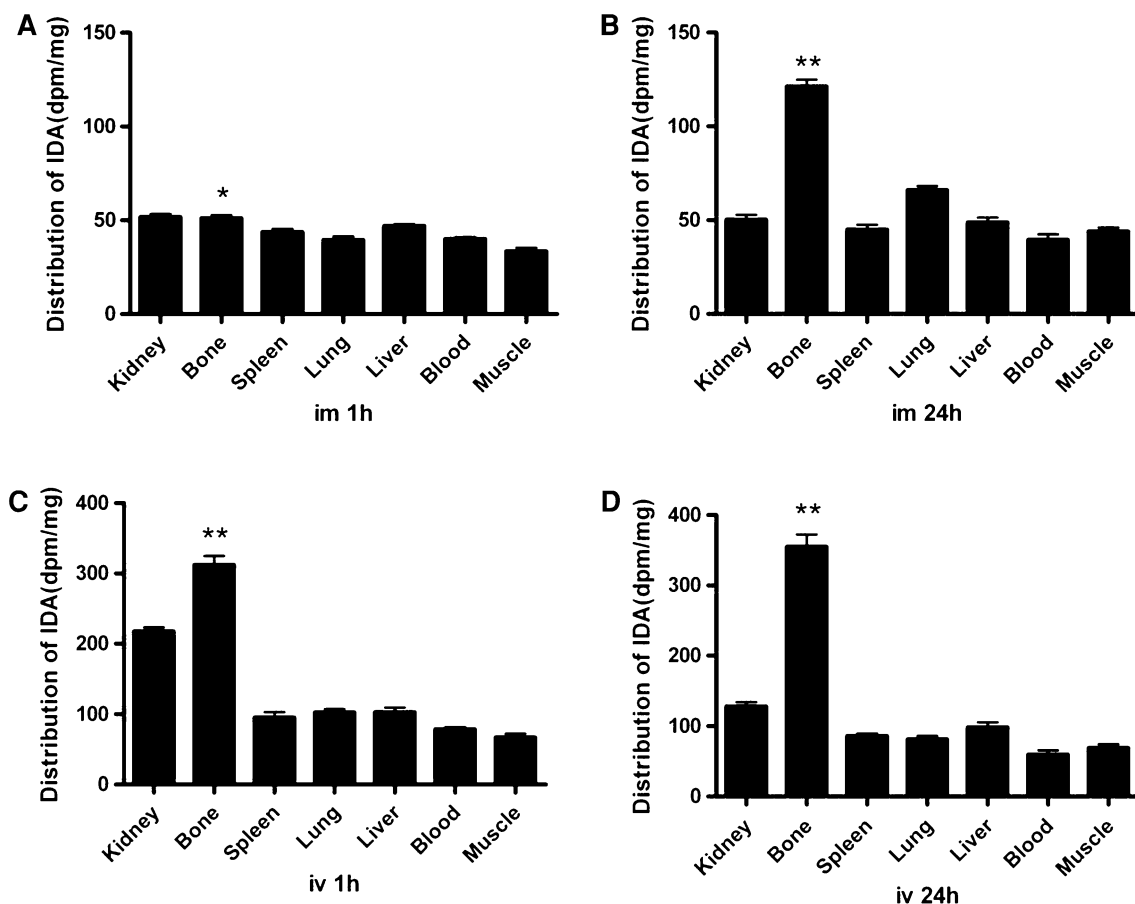 A
Distribution of IDA(dpm/mg)
150
100
50
0
*
Kidney
Bone
Spleen
Lung
Liver
Blood
Muscle
im 1h
B
Distribution of IDA(dpm/mg)
150
100
50
0
**
Kidney
Bone
Spleen
Lung
Liver
Blood
Muscle
im 24h
C
Distribution of IDA(dpm/mg)
400
300
200
100
0
**
Kidney
Bone
Spleen
Lung
Liver
Blood
Muscle
iv 1h
D
Distribution of IDA(dpm/mg)
400
300
200
100
0
**
Kidney
Bone
Spleen
Lung
Liver
Blood
Muscle
iv 24h